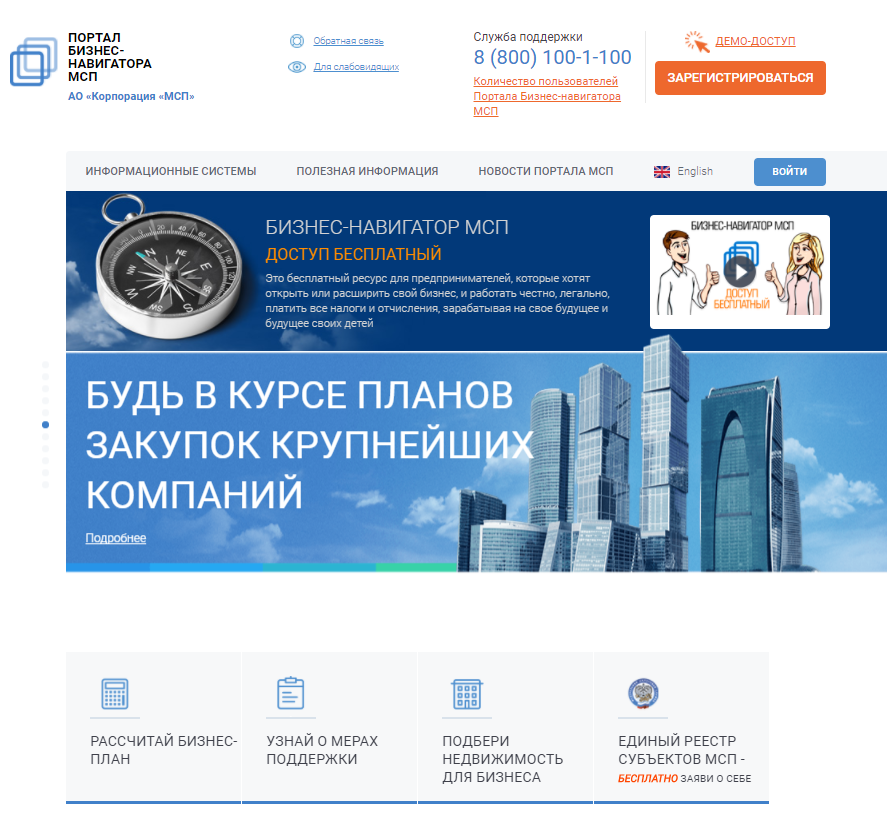 ПОРТАЛ
БИЗНЕС-
НАВИГАТОРА
МСП
АО «Корпорация «МСП»
Обратная связь
Для слабовидящих
Служба поддержки
8 (800) 100-1-100
Количество пользователей
Портала Бизнес-навигатора
МСП
ДЕМО-ДОСТУП
ЗАРЕГИСТРИРОВАТЬСЯ
ИНФОРМАЦИОННЫЕ СИСТЕМЫ
ПОЛЕЗНАЯ ИНФОРМАЦИЯ
НОВОСТИ ПОРТАЛА МСП
English
ВОЙТИ
БИЗНЕС-НАВИГАТОР МСП
ДОСТУП БЕСПЛАТНЫЙ
Это бесплатный ресурс для предпринимателей, которые хотят
открыть или расширить свой бизнес, и работать честно, легально,
платить все налоги и отчисления, зарабатывая на свое будущее и
будущее своих детей
БИЗНЕС-НАВИГАТОР МСП
ДОСТУП
БЕСПЛАТНЫЙ
N
NE
E
S
SW
W
NW
БУДЬ В КУРСЕ ПЛАНОВ
ЗАКУПОК КРУПНЕЙШИХ
КОМПАНИЙ
Подробнее
РАССЧИТАЙ БИЗНЕС-
ПЛАН
УЗНАЙ О МЕРАХ
ПОДДЕРЖКИ
ПОДБЕРИ
НЕДВИЖИМОСТЬ
ДЛЯ БИЗНЕСА
ЕДИНЫЙ РЕЕСТР
СУБЪЕКТОВ МСП -
БЕСПЛАТНО ЗАЯВИ О СЕБЕ